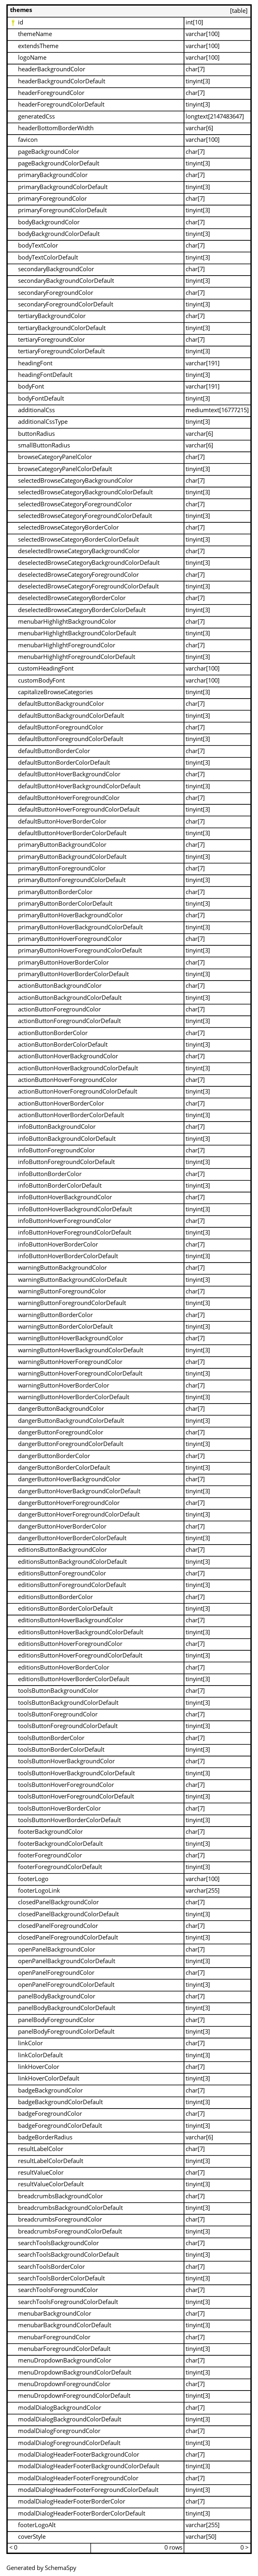 themes [table]
id int[10]
themeName varchar[100]
extendsTheme varchar[100]
logoName varchar[100]
headerBackgroundColor char[7]
headerBackgroundColorDefault tinyint[3]
headerForegroundColor char[7]
headerForegroundColorDefault tinyint[3]
generatedCss longtext[2147483647]
headerBottomBorderWidth varchar[6]
favicon varchar[100]
pageBackgroundColor char[7]
pageBackgroundColorDefault tinyint[3]
primaryBackgroundColor char[7]
primaryBackgroundColorDefault tinyint[3]
primaryForegroundColor char[7]
primaryForegroundColorDefault tinyint[3]
bodyBackgroundColor char[7]
bodyBackgroundColorDefault tinyint[3]
bodyTextColor char[7]
bodyTextColorDefault tinyint[3]
secondaryBackgroundColor char[7]
secondaryBackgroundColorDefault tinyint[3]
secondaryForegroundColor char[7]
secondaryForegroundColorDefault tinyint[3]
tertiaryBackgroundColor char[7]
tertiaryBackgroundColorDefault tinyint[3]
tertiaryForegroundColor char[7]
tertiaryForegroundColorDefault tinyint[3]
headingFont varchar[191]
headingFontDefault tinyint[3]
bodyFont varchar[191]
bodyFontDefault tinyint[3]
additionalCss mediumtext[16777215]
additionalCssType tinyint[3]
buttonRadius varchar[6]
smallButtonRadius varchar[6]
browseCategoryPanelColor char[7]
browseCategoryPanelColorDefault tinyint[3]
selectedBrowseCategoryBackgroundColor char[7]
selectedBrowseCategoryBackgroundColorDefault tinyint[3]
selectedBrowseCategoryForegroundColor char[7]
selectedBrowseCategoryForegroundColorDefault tinyint[3]
selectedBrowseCategoryBorderColor char[7]
selectedBrowseCategoryBorderColorDefault tinyint[3]
deselectedBrowseCategoryBackgroundColor char[7]
deselectedBrowseCategoryBackgroundColorDefault tinyint[3]
deselectedBrowseCategoryForegroundColor char[7]
deselectedBrowseCategoryForegroundColorDefault tinyint[3]
deselectedBrowseCategoryBorderColor char[7]
deselectedBrowseCategoryBorderColorDefault tinyint[3]
menubarHighlightBackgroundColor char[7]
menubarHighlightBackgroundColorDefault tinyint[3]
menubarHighlightForegroundColor char[7]
menubarHighlightForegroundColorDefault tinyint[3]
customHeadingFont varchar[100]
customBodyFont varchar[100]
capitalizeBrowseCategories tinyint[3]
defaultButtonBackgroundColor char[7]
defaultButtonBackgroundColorDefault tinyint[3]
defaultButtonForegroundColor char[7]
defaultButtonForegroundColorDefault tinyint[3]
defaultButtonBorderColor char[7]
defaultButtonBorderColorDefault tinyint[3]
defaultButtonHoverBackgroundColor char[7]
defaultButtonHoverBackgroundColorDefault tinyint[3]
defaultButtonHoverForegroundColor char[7]
defaultButtonHoverForegroundColorDefault tinyint[3]
defaultButtonHoverBorderColor char[7]
defaultButtonHoverBorderColorDefault tinyint[3]
primaryButtonBackgroundColor char[7]
primaryButtonBackgroundColorDefault tinyint[3]
primaryButtonForegroundColor char[7]
primaryButtonForegroundColorDefault tinyint[3]
primaryButtonBorderColor char[7]
primaryButtonBorderColorDefault tinyint[3]
primaryButtonHoverBackgroundColor char[7]
primaryButtonHoverBackgroundColorDefault tinyint[3]
primaryButtonHoverForegroundColor char[7]
primaryButtonHoverForegroundColorDefault tinyint[3]
primaryButtonHoverBorderColor char[7]
primaryButtonHoverBorderColorDefault tinyint[3]
actionButtonBackgroundColor char[7]
actionButtonBackgroundColorDefault tinyint[3]
actionButtonForegroundColor char[7]
actionButtonForegroundColorDefault tinyint[3]
actionButtonBorderColor char[7]
actionButtonBorderColorDefault tinyint[3]
actionButtonHoverBackgroundColor char[7]
actionButtonHoverBackgroundColorDefault tinyint[3]
actionButtonHoverForegroundColor char[7]
actionButtonHoverForegroundColorDefault tinyint[3]
actionButtonHoverBorderColor char[7]
actionButtonHoverBorderColorDefault tinyint[3]
infoButtonBackgroundColor char[7]
infoButtonBackgroundColorDefault tinyint[3]
infoButtonForegroundColor char[7]
infoButtonForegroundColorDefault tinyint[3]
infoButtonBorderColor char[7]
infoButtonBorderColorDefault tinyint[3]
infoButtonHoverBackgroundColor char[7]
infoButtonHoverBackgroundColorDefault tinyint[3]
infoButtonHoverForegroundColor char[7]
infoButtonHoverForegroundColorDefault tinyint[3]
infoButtonHoverBorderColor char[7]
infoButtonHoverBorderColorDefault tinyint[3]
warningButtonBackgroundColor char[7]
warningButtonBackgroundColorDefault tinyint[3]
warningButtonForegroundColor char[7]
warningButtonForegroundColorDefault tinyint[3]
warningButtonBorderColor char[7]
warningButtonBorderColorDefault tinyint[3]
warningButtonHoverBackgroundColor char[7]
warningButtonHoverBackgroundColorDefault tinyint[3]
warningButtonHoverForegroundColor char[7]
warningButtonHoverForegroundColorDefault tinyint[3]
warningButtonHoverBorderColor char[7]
warningButtonHoverBorderColorDefault tinyint[3]
dangerButtonBackgroundColor char[7]
dangerButtonBackgroundColorDefault tinyint[3]
dangerButtonForegroundColor char[7]
dangerButtonForegroundColorDefault tinyint[3]
dangerButtonBorderColor char[7]
dangerButtonBorderColorDefault tinyint[3]
dangerButtonHoverBackgroundColor char[7]
dangerButtonHoverBackgroundColorDefault tinyint[3]
dangerButtonHoverForegroundColor char[7]
dangerButtonHoverForegroundColorDefault tinyint[3]
dangerButtonHoverBorderColor char[7]
dangerButtonHoverBorderColorDefault tinyint[3]
editionsButtonBackgroundColor char[7]
editionsButtonBackgroundColorDefault tinyint[3]
editionsButtonForegroundColor char[7]
editionsButtonForegroundColorDefault tinyint[3]
editionsButtonBorderColor char[7]
editionsButtonBorderColorDefault tinyint[3]
editionsButtonHoverBackgroundColor char[7]
editionsButtonHoverBackgroundColorDefault tinyint[3]
editionsButtonHoverForegroundColor char[7]
editionsButtonHoverForegroundColorDefault tinyint[3]
editionsButtonHoverBorderColor char[7]
editionsButtonHoverBorderColorDefault tinyint[3]
toolsButtonBackgroundColor char[7]
toolsButtonBackgroundColorDefault tinyint[3]
toolsButtonForegroundColor char[7]
toolsButtonForegroundColorDefault tinyint[3]
toolsButtonBorderColor char[7]
toolsButtonBorderColorDefault tinyint[3]
toolsButtonHoverBackgroundColor char[7]
toolsButtonHoverBackgroundColorDefault tinyint[3]
toolsButtonHoverForegroundColor char[7]
toolsButtonHoverForegroundColorDefault tinyint[3]
toolsButtonHoverBorderColor char[7]
toolsButtonHoverBorderColorDefault tinyint[3]
footerBackgroundColor char[7]
footerBackgroundColorDefault tinyint[3]
footerForegroundColor char[7]
footerForegroundColorDefault tinyint[3]
footerLogo varchar[100]
footerLogoLink varchar[255]
closedPanelBackgroundColor char[7]
closedPanelBackgroundColorDefault tinyint[3]
closedPanelForegroundColor char[7]
closedPanelForegroundColorDefault tinyint[3]
openPanelBackgroundColor char[7]
openPanelBackgroundColorDefault tinyint[3]
openPanelForegroundColor char[7]
openPanelForegroundColorDefault tinyint[3]
panelBodyBackgroundColor char[7]
panelBodyBackgroundColorDefault tinyint[3]
panelBodyForegroundColor char[7]
panelBodyForegroundColorDefault tinyint[3]
linkColor char[7]
linkColorDefault tinyint[3]
linkHoverColor char[7]
linkHoverColorDefault tinyint[3]
badgeBackgroundColor char[7]
badgeBackgroundColorDefault tinyint[3]
badgeForegroundColor char[7]
badgeForegroundColorDefault tinyint[3]
badgeBorderRadius varchar[6]
resultLabelColor char[7]
resultLabelColorDefault tinyint[3]
resultValueColor char[7]
resultValueColorDefault tinyint[3]
breadcrumbsBackgroundColor char[7]
breadcrumbsBackgroundColorDefault tinyint[3]
breadcrumbsForegroundColor char[7]
breadcrumbsForegroundColorDefault tinyint[3]
searchToolsBackgroundColor char[7]
searchToolsBackgroundColorDefault tinyint[3]
searchToolsBorderColor char[7]
searchToolsBorderColorDefault tinyint[3]
searchToolsForegroundColor char[7]
searchToolsForegroundColorDefault tinyint[3]
menubarBackgroundColor char[7]
menubarBackgroundColorDefault tinyint[3]
menubarForegroundColor char[7]
menubarForegroundColorDefault tinyint[3]
menuDropdownBackgroundColor char[7]
menuDropdownBackgroundColorDefault tinyint[3]
menuDropdownForegroundColor char[7]
menuDropdownForegroundColorDefault tinyint[3]
modalDialogBackgroundColor char[7]
modalDialogBackgroundColorDefault tinyint[3]
modalDialogForegroundColor char[7]
modalDialogForegroundColorDefault tinyint[3]
modalDialogHeaderFooterBackgroundColor char[7]
modalDialogHeaderFooterBackgroundColorDefault tinyint[3]
modalDialogHeaderFooterForegroundColor char[7]
modalDialogHeaderFooterForegroundColorDefault tinyint[3]
modalDialogHeaderFooterBorderColor char[7]
modalDialogHeaderFooterBorderColorDefault tinyint[3]
footerLogoAlt varchar[255]
coverStyle varchar[50]
< 0 0 rows 0 >
Generated by SchemaSpy